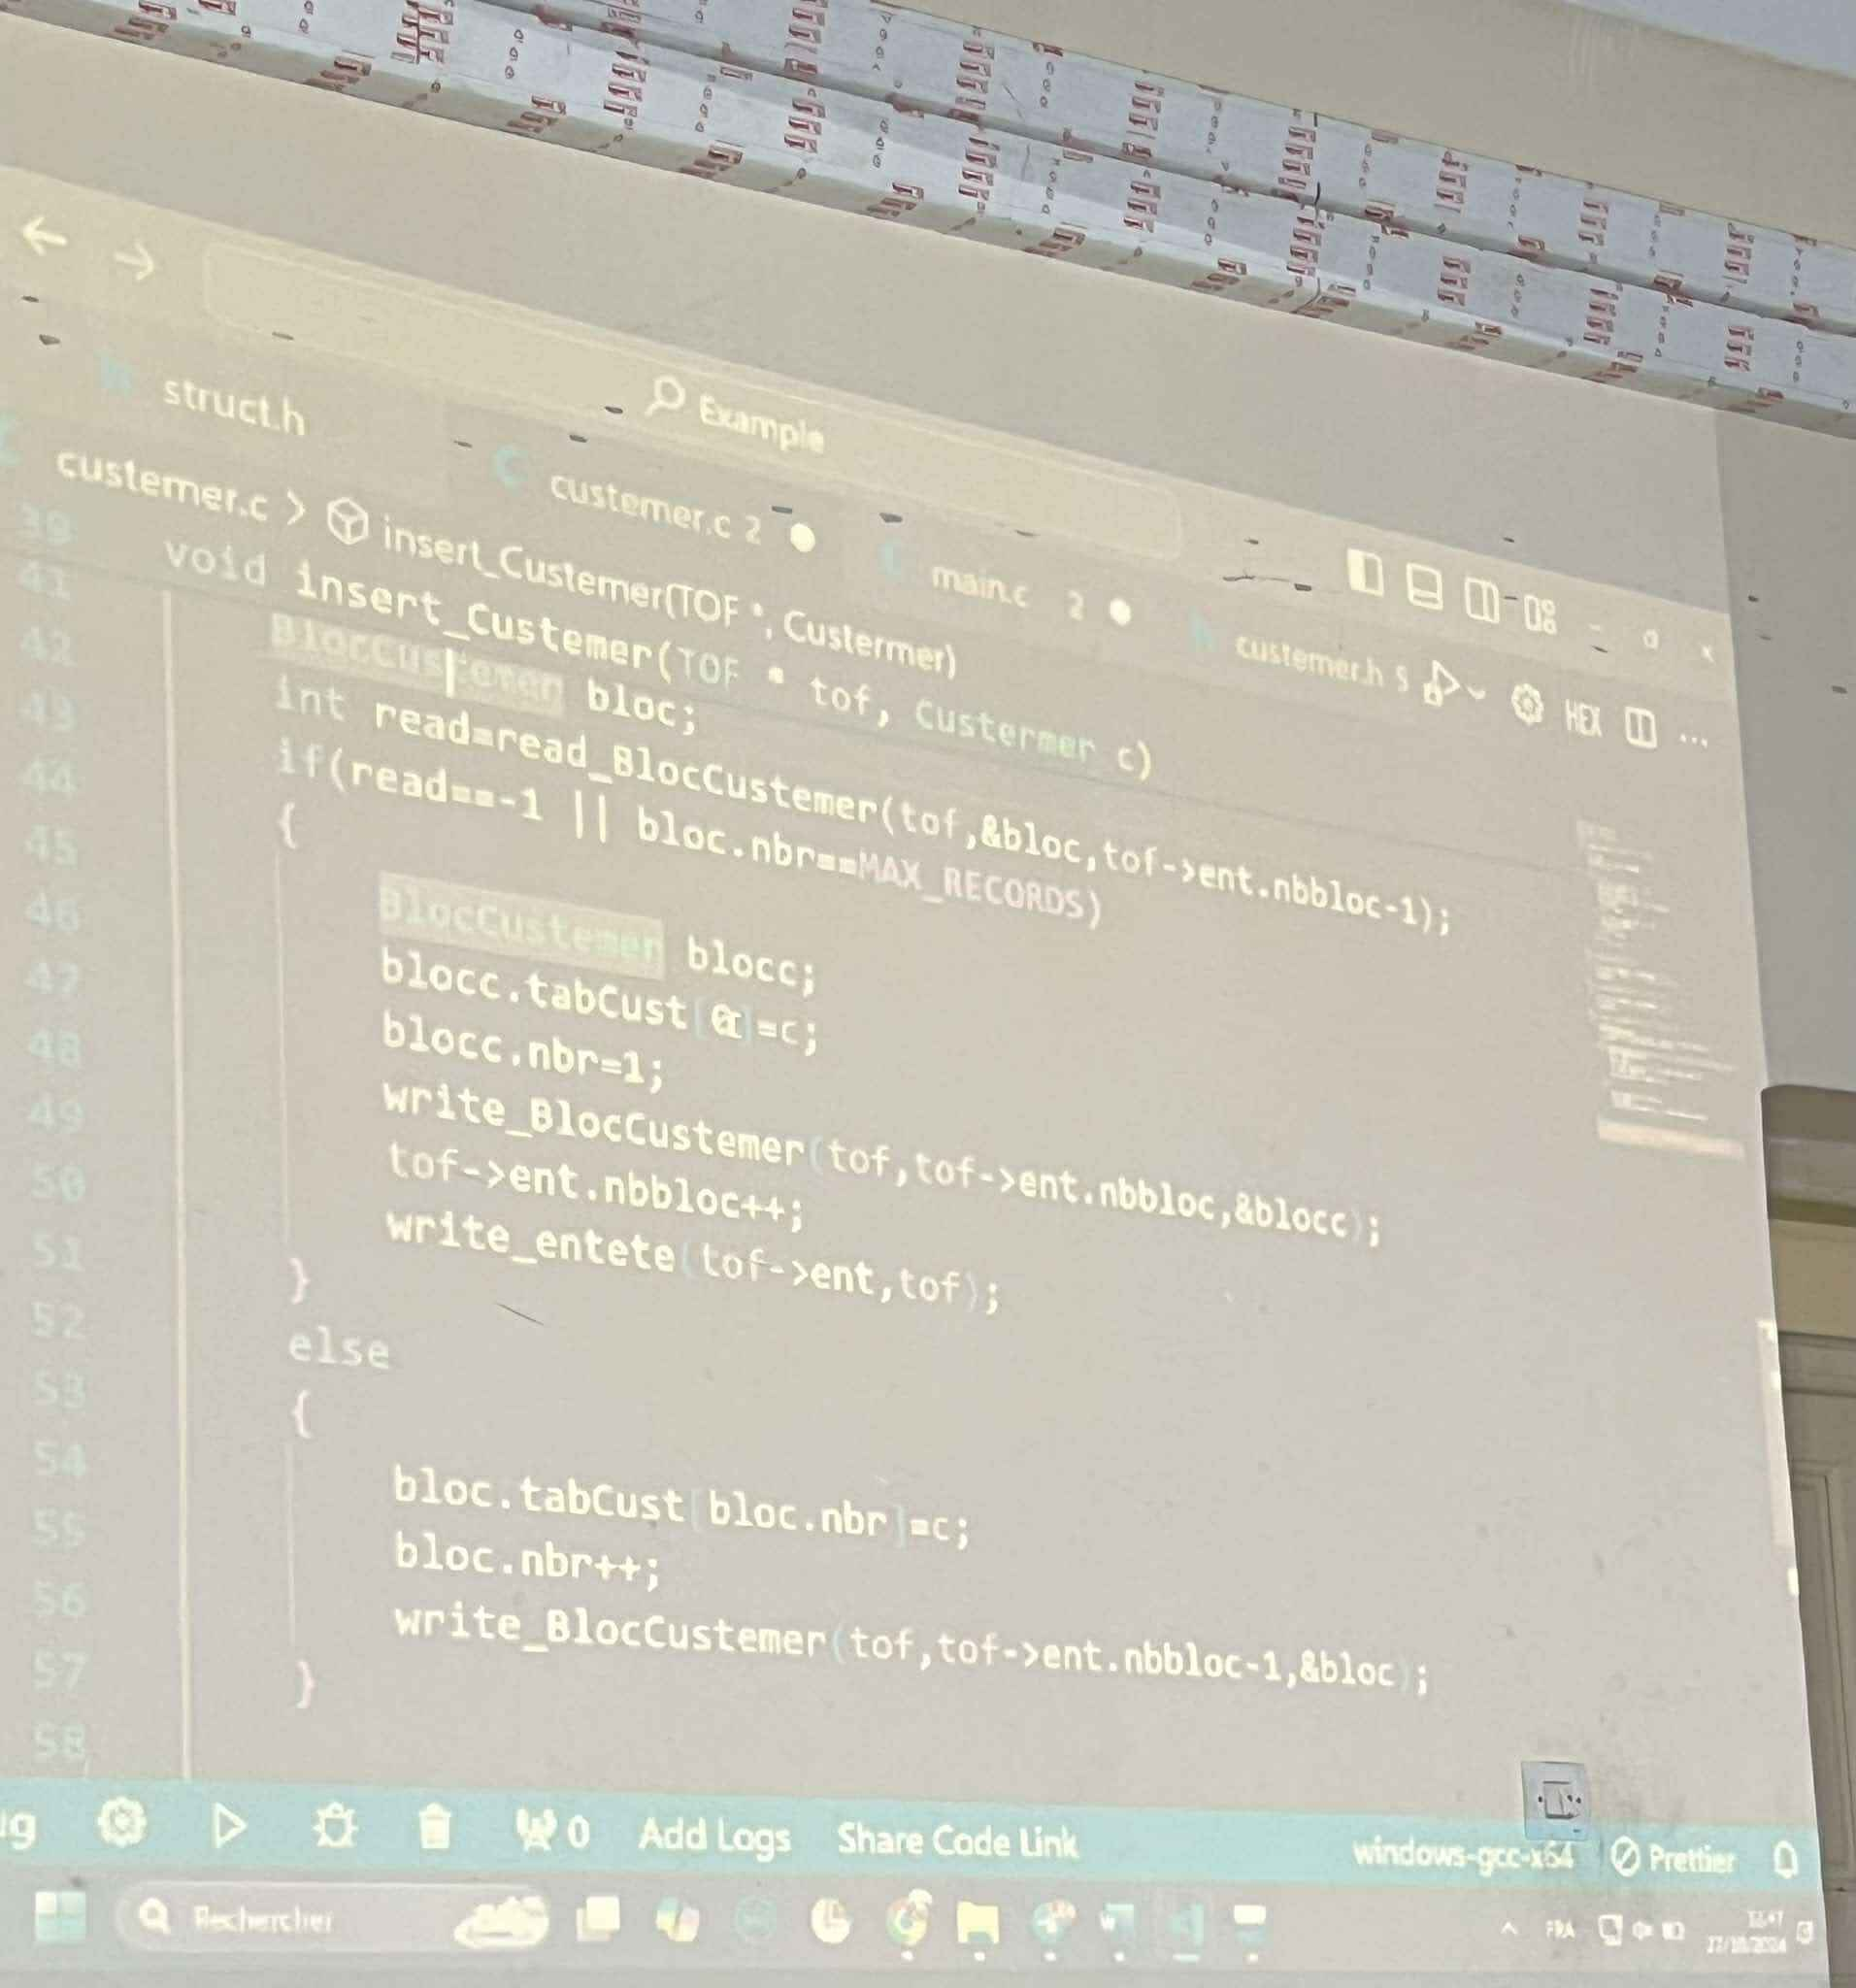 Example
struct.h
custemer.c 2
main.c 2
custemer.h 5
HEX
custemer.c > insert_Custemer(TOF *, Custermer)
39 void insert_Custemer(TOF * tof, Custermer c)
41 BlocCustemer bloc;
42 int read=read_BlocCustemer(tof,&bloc,tof->ent.nbbloc-1);
43 if(read==-1 || bloc.nbr==MAX_RECORDS)
44 {
45 BlocCustemer blocc;
46 blocc.tabCust[]=c;
47 blocc.nbr=1;
48 write_BlocCustemer(tof,tof->ent.nbbloc,&blocc);
49 tof->ent.nbbloc++;
50 write_entete(tof->ent,tof);
51 }
52 else
53 {
54 bloc.tabCust[bloc.nbr]=c;
55 bloc.nbr++;
56 write_BlocCustemer(tof,tof->ent.nbbloc-1,&bloc);
57 }
58
0 Add Logs Share Code Link windows-gcc-x64 Prettier
Rechercher FRA